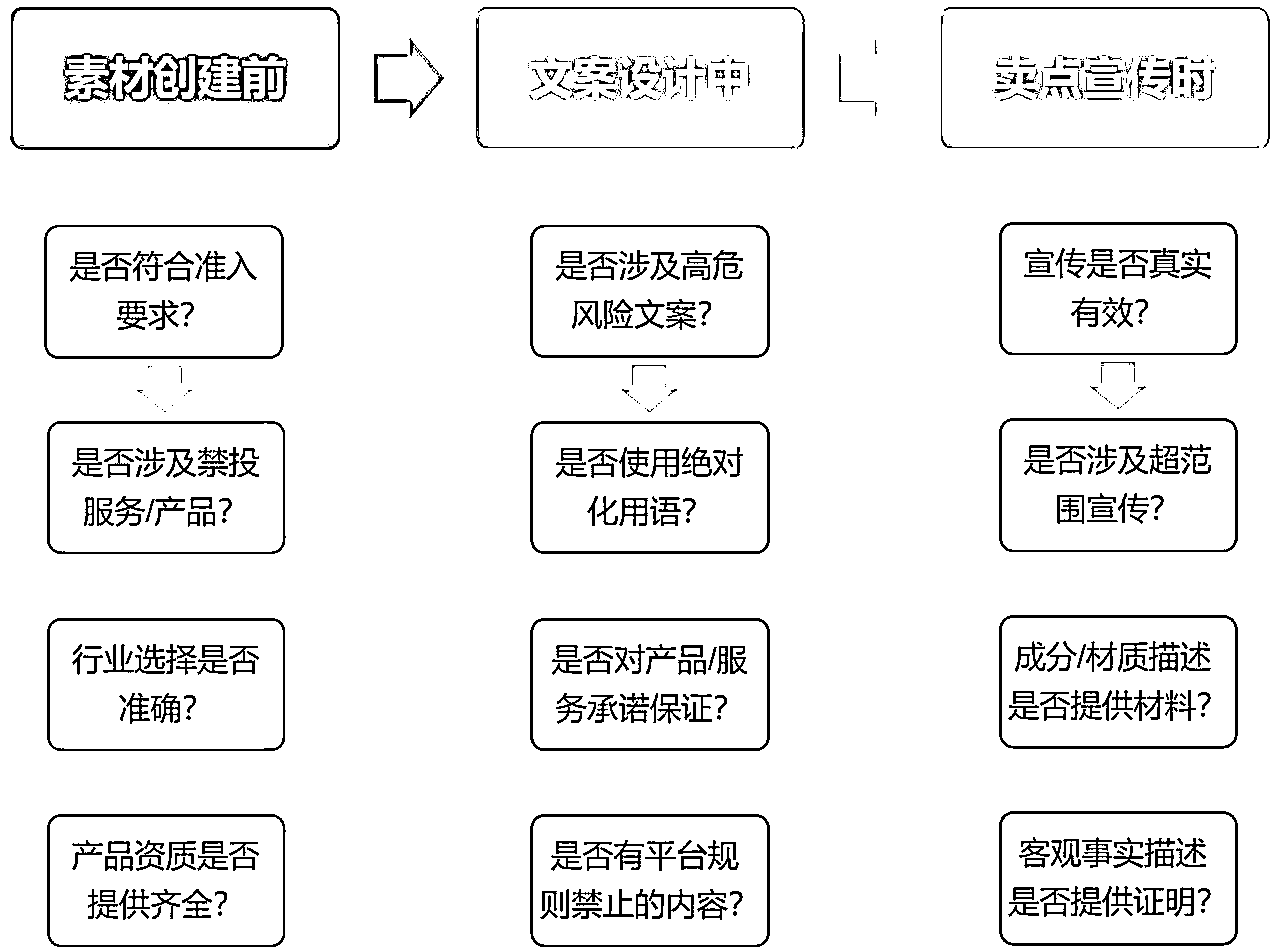 素材创建前
文案设计中
卖点宣传时
是否符合准入
要求?
是否涉及高危
风险文案?
宣传是否真实
有效?
是否涉及禁投
服务/产品?
是否使用绝对
化用语?
是否涉及超范
围宣传?
行业选择是否
准确?
是否对产品/服
务承诺保证?
成分/材质描述
是否提供材料?
产品资质是否
提供齐全?
是否有平台规
则禁止的内容?
客观事实描述
是否提供证明?